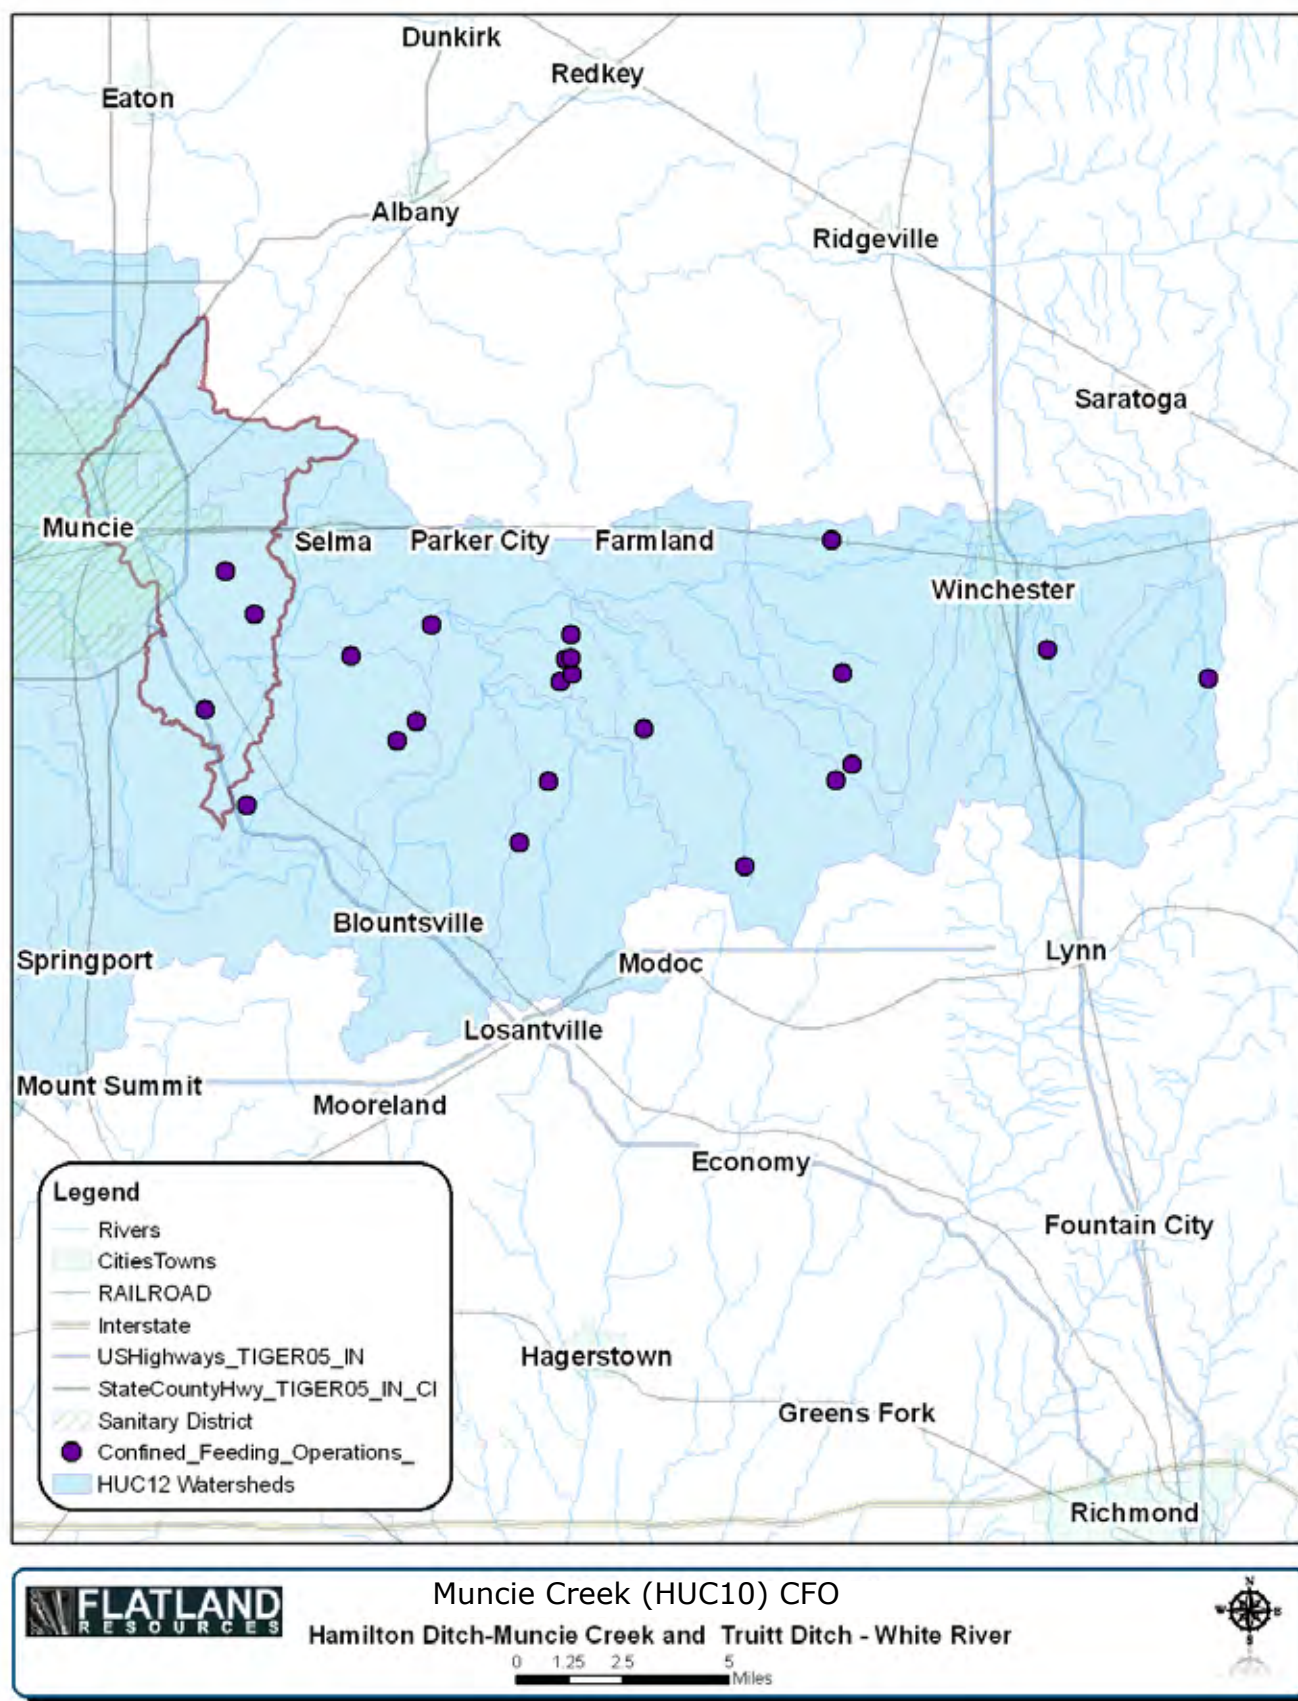 Dunkirk
Redkey
Eaton
Albany
Ridgeville
Saratoga
Muncie
Selma
Parker City
Farmland
Winchester
Blountsville
Springport
Modoc
Lynn
Losantville
Mount Summit
Mooreland
Economy
Fountain City
Hagerstown
Greens Fork
Richmond
Legend
Rivers
CitiesTowns
RAILROAD
Interstate
USHighways_TIGER05_IN
StateCountyHwy_TIGER05_IN_CI
Sanitary District
Confined_Feeding_Operations_
HUC12 Watersheds
FLATLAND
RESOURCES
Muncie Creek (HUC10) CFO
Hamilton Ditch-Muncie Creek and Truitt Ditch - White River
0 1.25 2.5 5
Miles
N
W E
S